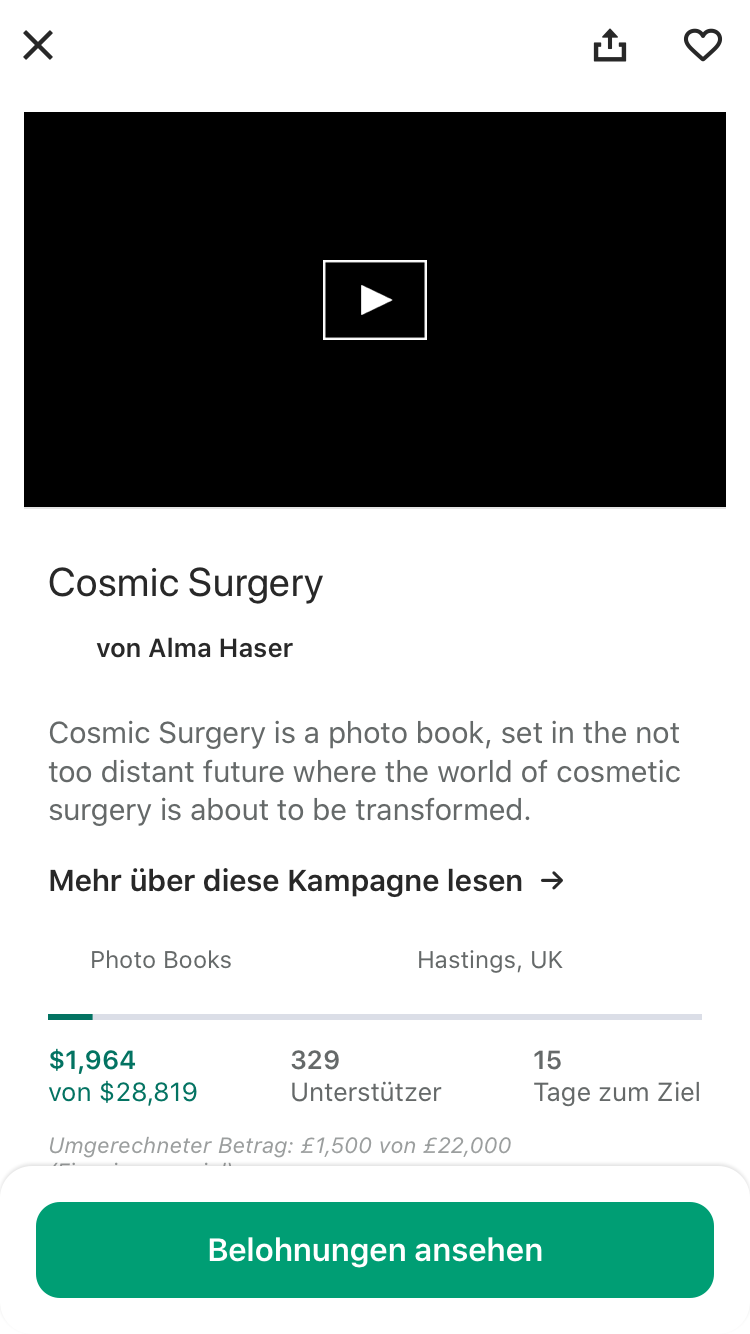 Cosmic Surgery
von Alma Haser
Cosmic Surgery is a photo book, set in the not
too distant future where the world of cosmetic
surgery is about to be transformed.
Mehr über diese Kampagne lesen →
Photo Books
Hastings, UK
$1,964
von $28,819
329
Unterstützer
15
Tage zum Ziel
Umgerechneter Betrag: £1,500 von £22,000
Belohnungen ansehen